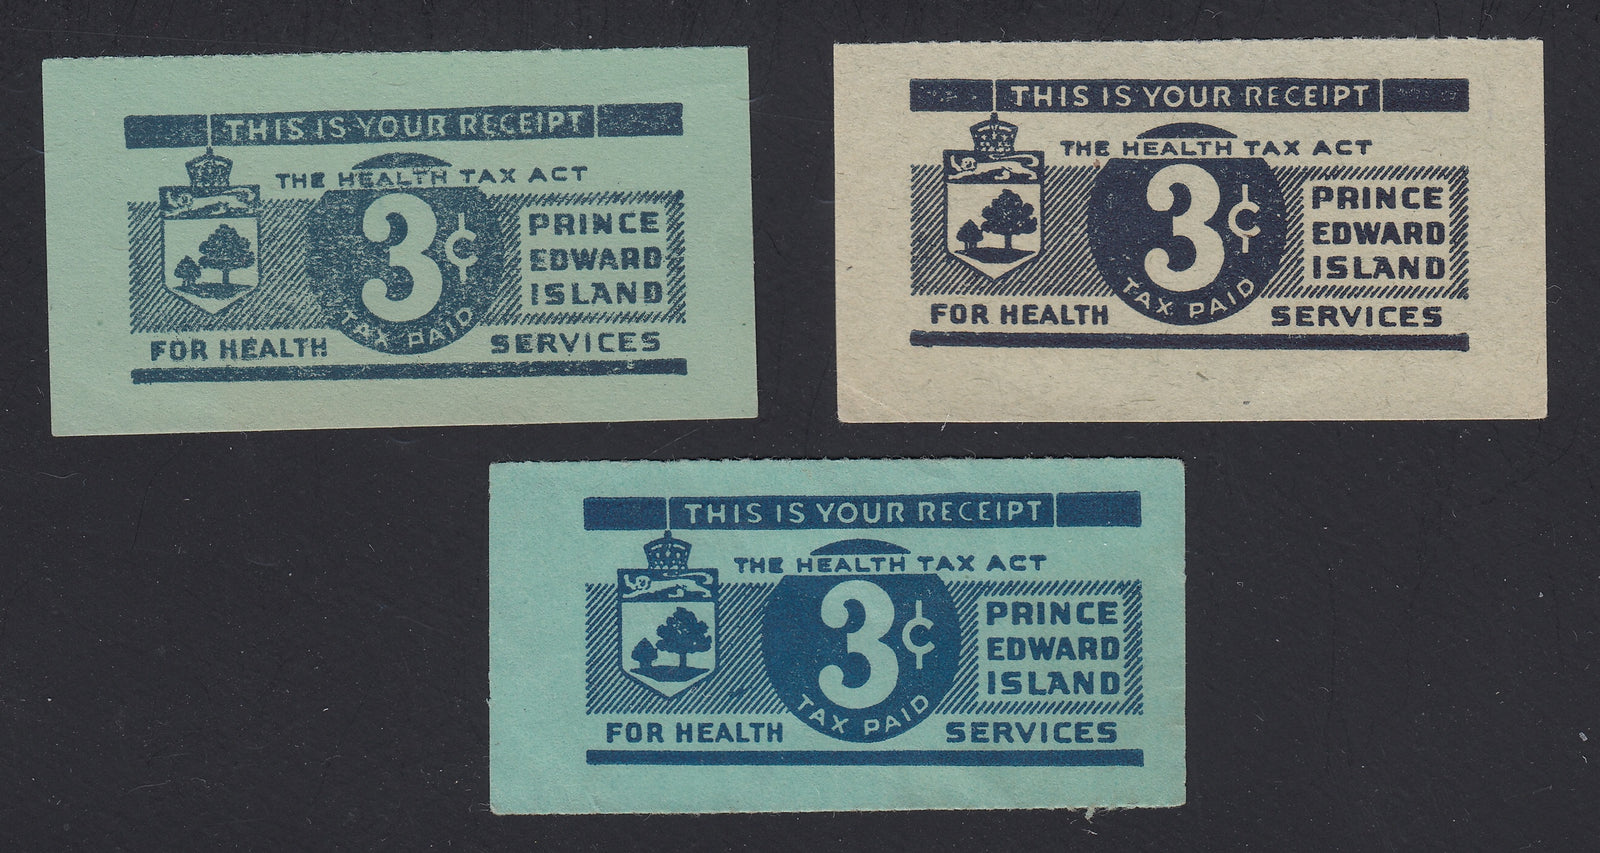 THIS IS YOUR RECEIPT
THE HEALTH TAX ACT
3¢
PRINCE
EDWARD
ISLAND
TAX PAID
FOR HEALTH SERVICES
THIS IS YOUR RECEIPT
THE HEALTH TAX ACT
3¢
PRINCE
EDWARD
ISLAND
TAX PAID
FOR HEALTH SERVICES
THIS IS YOUR RECEIPT
THE HEALTH TAX ACT
3¢
PRINCE
EDWARD
ISLAND
TAX PAID
FOR HEALTH SERVICES